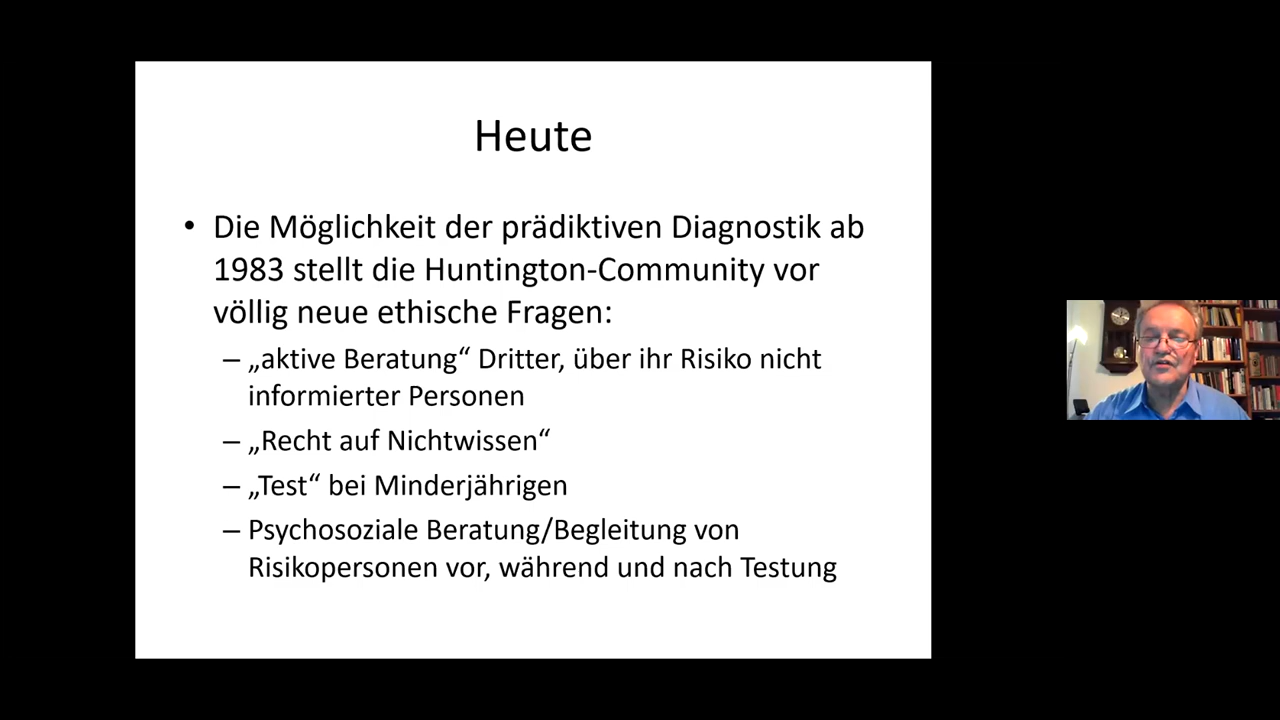 Heute
• Die Möglichkeit der prädiktiven Diagnostik ab
1983 stellt die Huntington-Community vor
völlig neue ethische Fragen:
– „aktive Beratung“ Dritter, über ihr Risiko nicht
informierter Personen
– „Recht auf Nichtwissen“
– „Test“ bei Minderjährigen
– Psychosoziale Beratung/Begleitung von
Risikopersonen vor, während und nach Testung